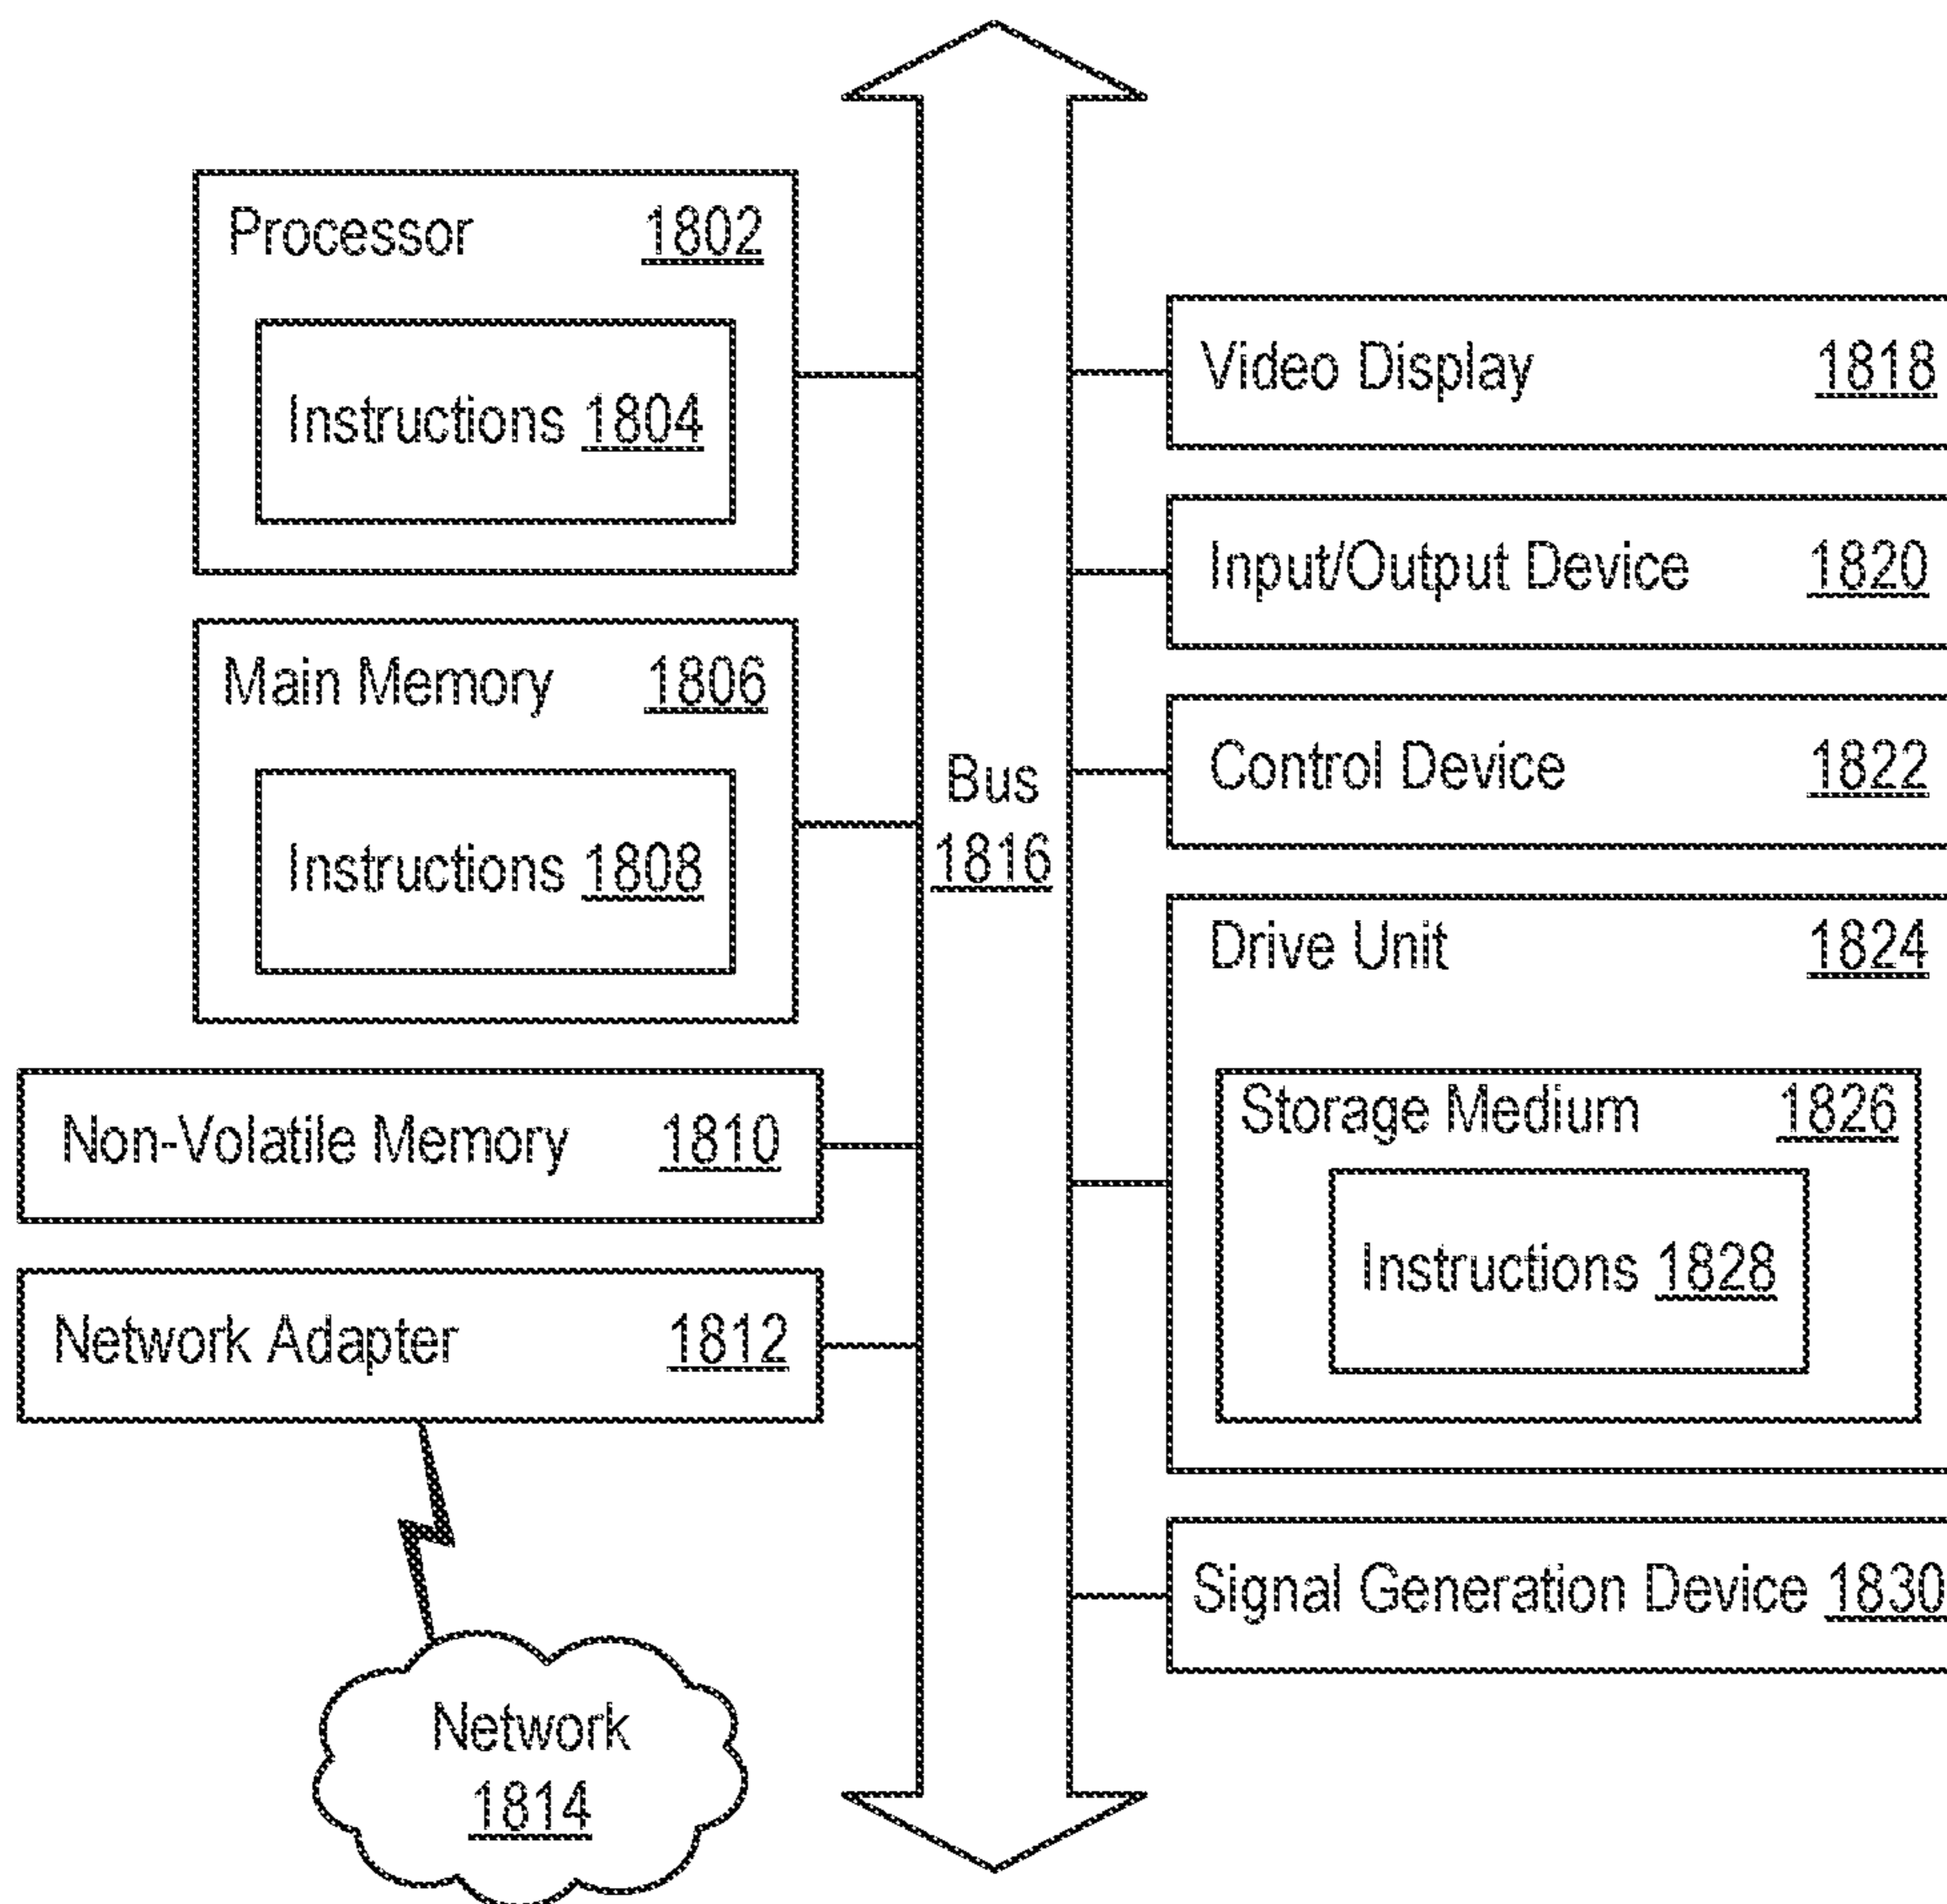 Processor 1802
Instructions 1804
Main Memory 1806
Instructions 1808
Non-Volatile Memory 1810
Network Adapter 1812
Network
1814
Bus
1816
Video Display 1818
Input/Output Device 1820
Control Device 1822
Drive Unit 1824
Storage Medium 1826
Instructions 1828
Signal Generation Device 1830